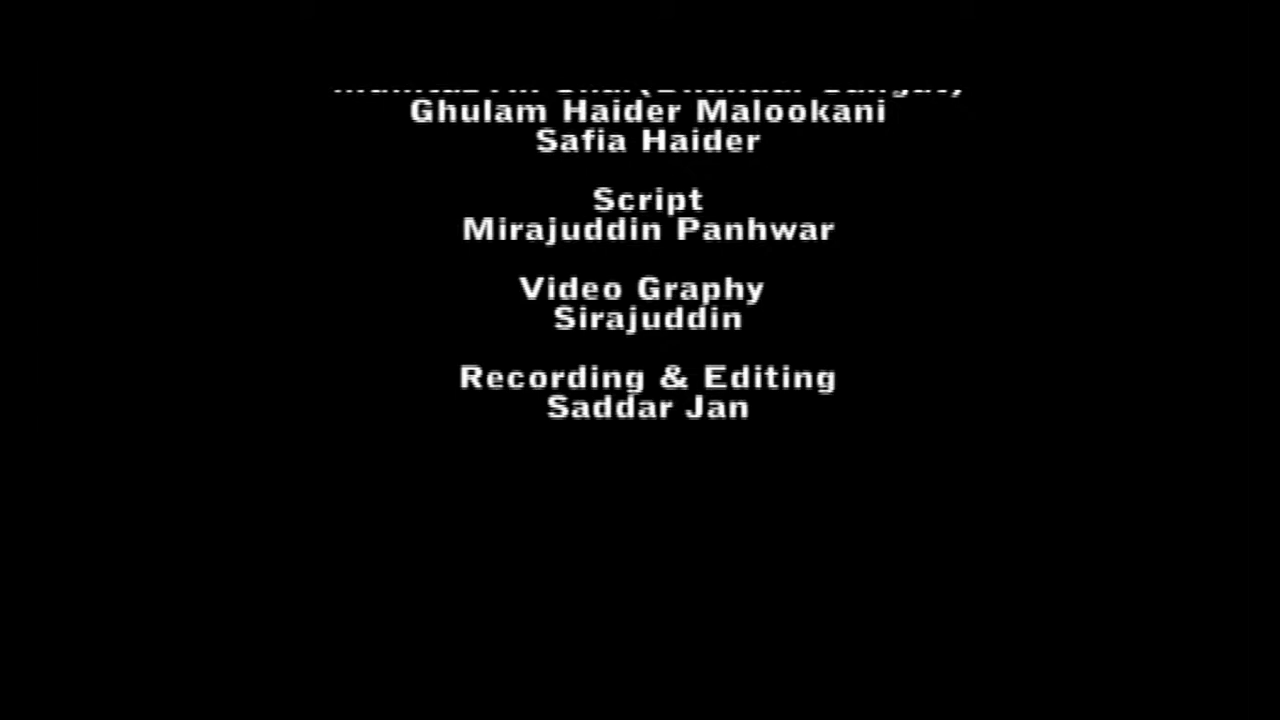 Ghulam Haider Malookani
Safia Haider
Script
Mirajuddin Panhwar
Video Graphy
Sirajuddin
Recording & Editing
Saddar Jan